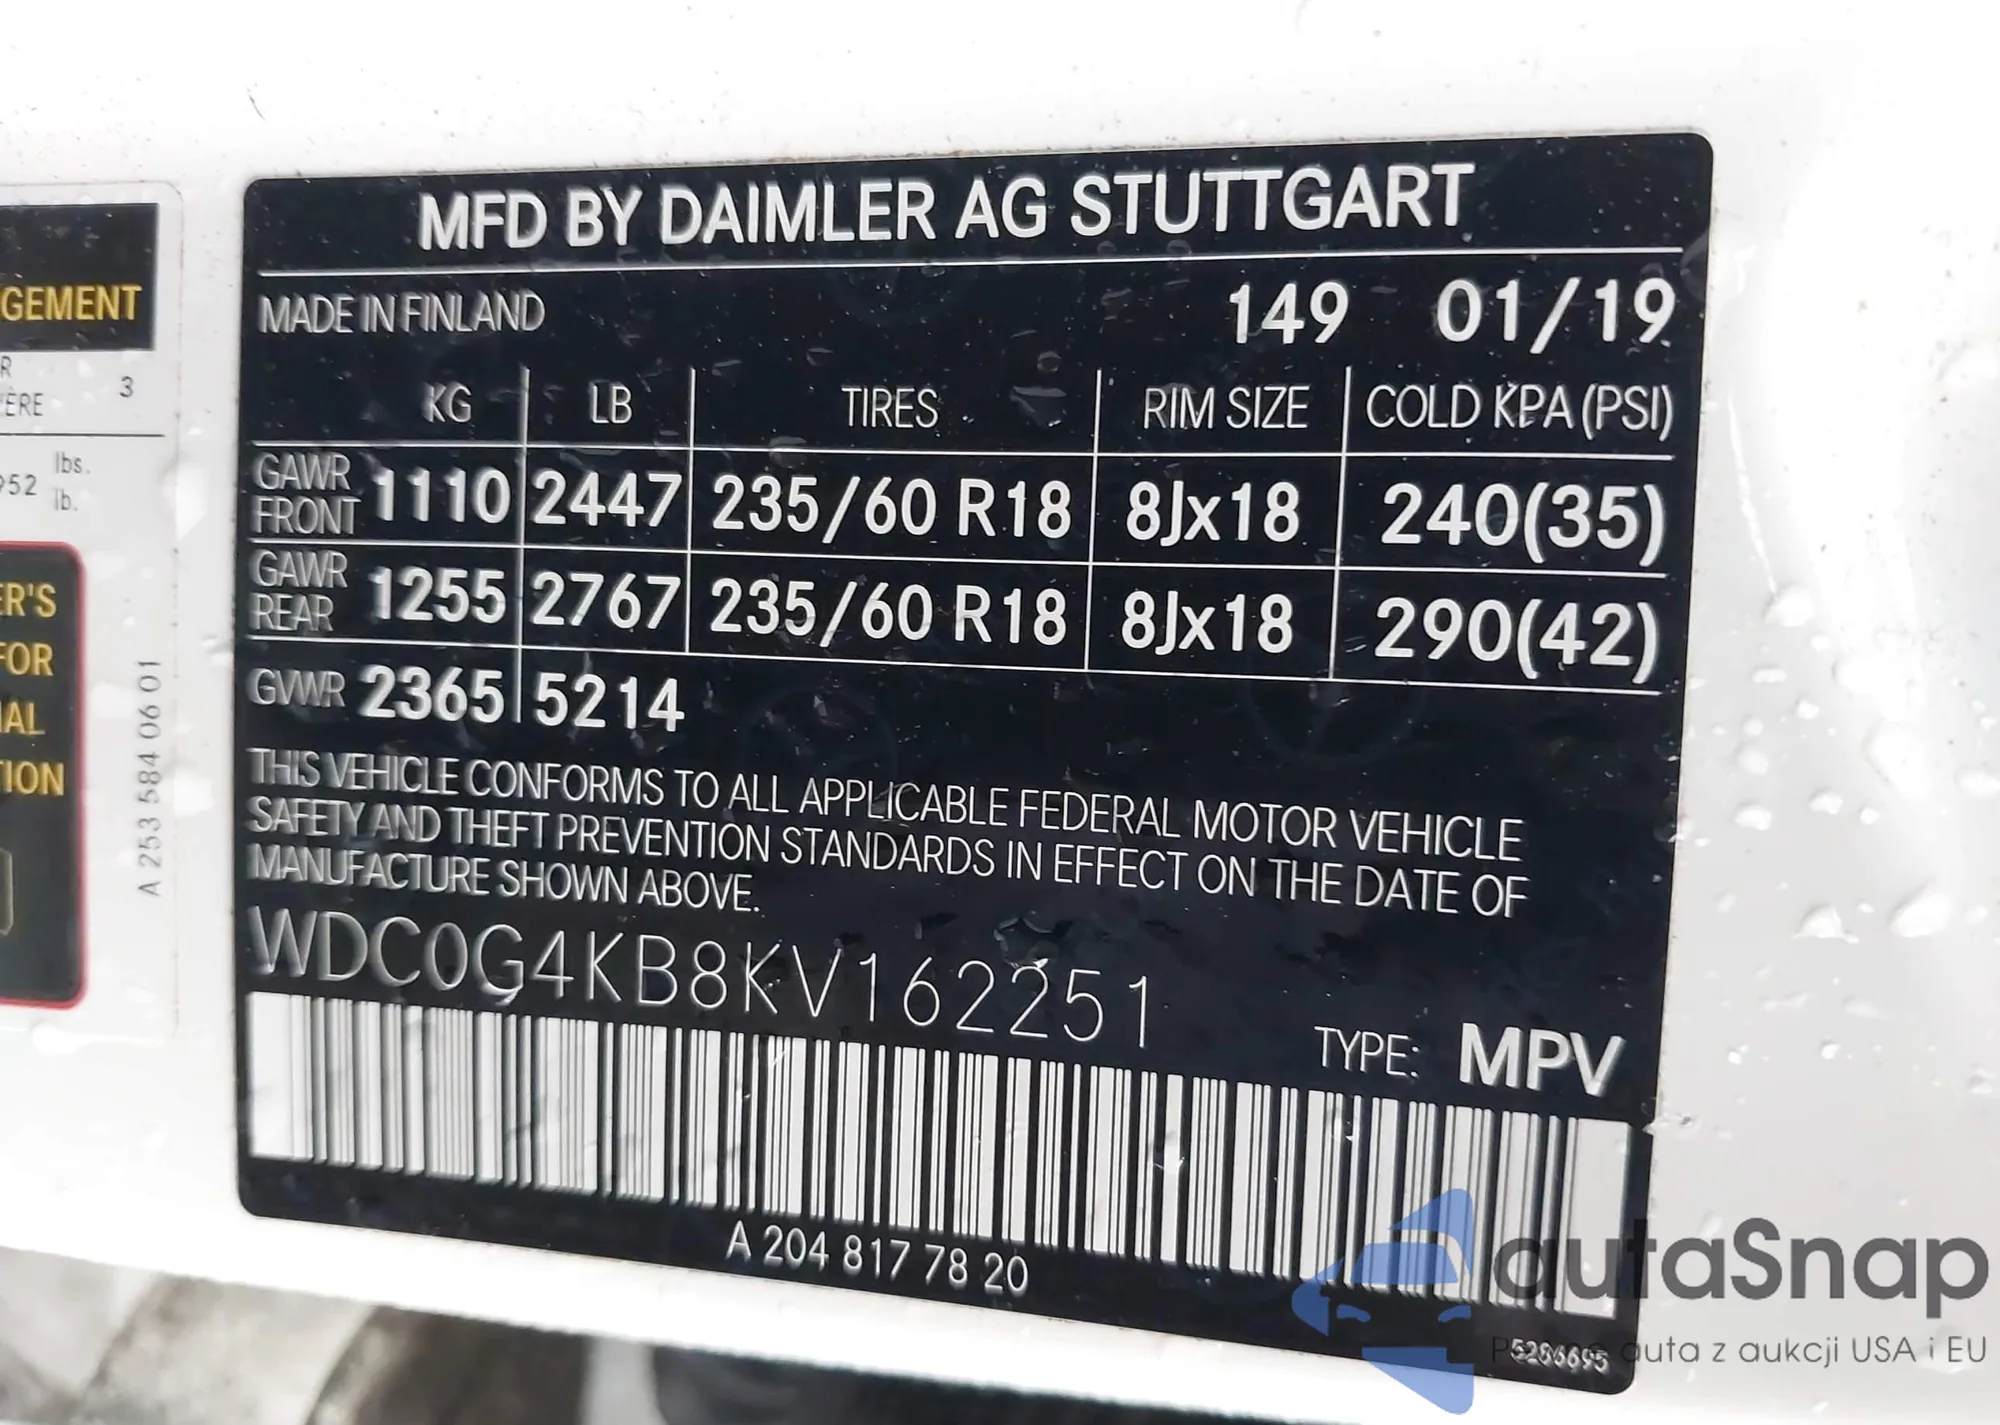 GEMENT
R
ÈRE
3
952 lbs.
lb.
ER'S
FOR
IAL
TION
A 253 584 06 01
MFD BY DAIMLER AG STUTTGART
MADE IN FINLAND 149 01/19
KG LB TIRES RIM SIZE COLD KPA (PSI)
GAWR FRONT 1110 2447 235/60 R18 8Jx18 240(35)
GAWR REAR 1255 2767 235/60 R18 8Jx18 290(42)
GVWR 2365 5214
THIS VEHICLE CONFORMS TO ALL APPLICABLE FEDERAL MOTOR VEHICLE
SAFETY AND THEFT PREVENTION STANDARDS IN EFFECT ON THE DATE OF
MANUFACTURE SHOWN ABOVE.
WDC0G4KB8KV162251
TYPE: MPV
A 204 817 78 20
5286695
autaSnap
auta z aukcji USA i EU